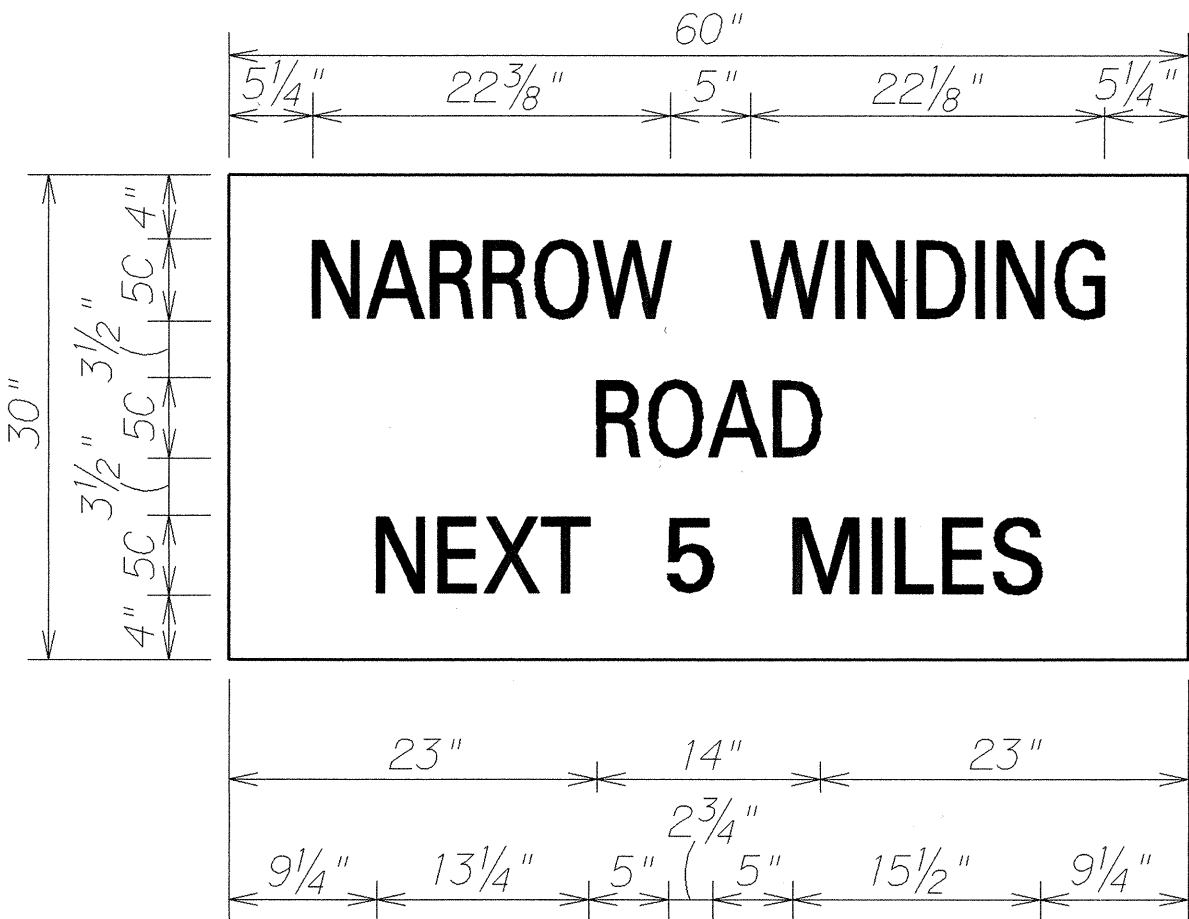 60"
5¼" 22⅜" 5" 22⅛" 5¼"
30"
4" 5C 3½" 5C 3½" 5C 4"
NARROW WINDING
ROAD
NEXT 5 MILES
23" 14" 23"
2¾"
9¼" 13¼" 5" 5" 15½" 9¼"